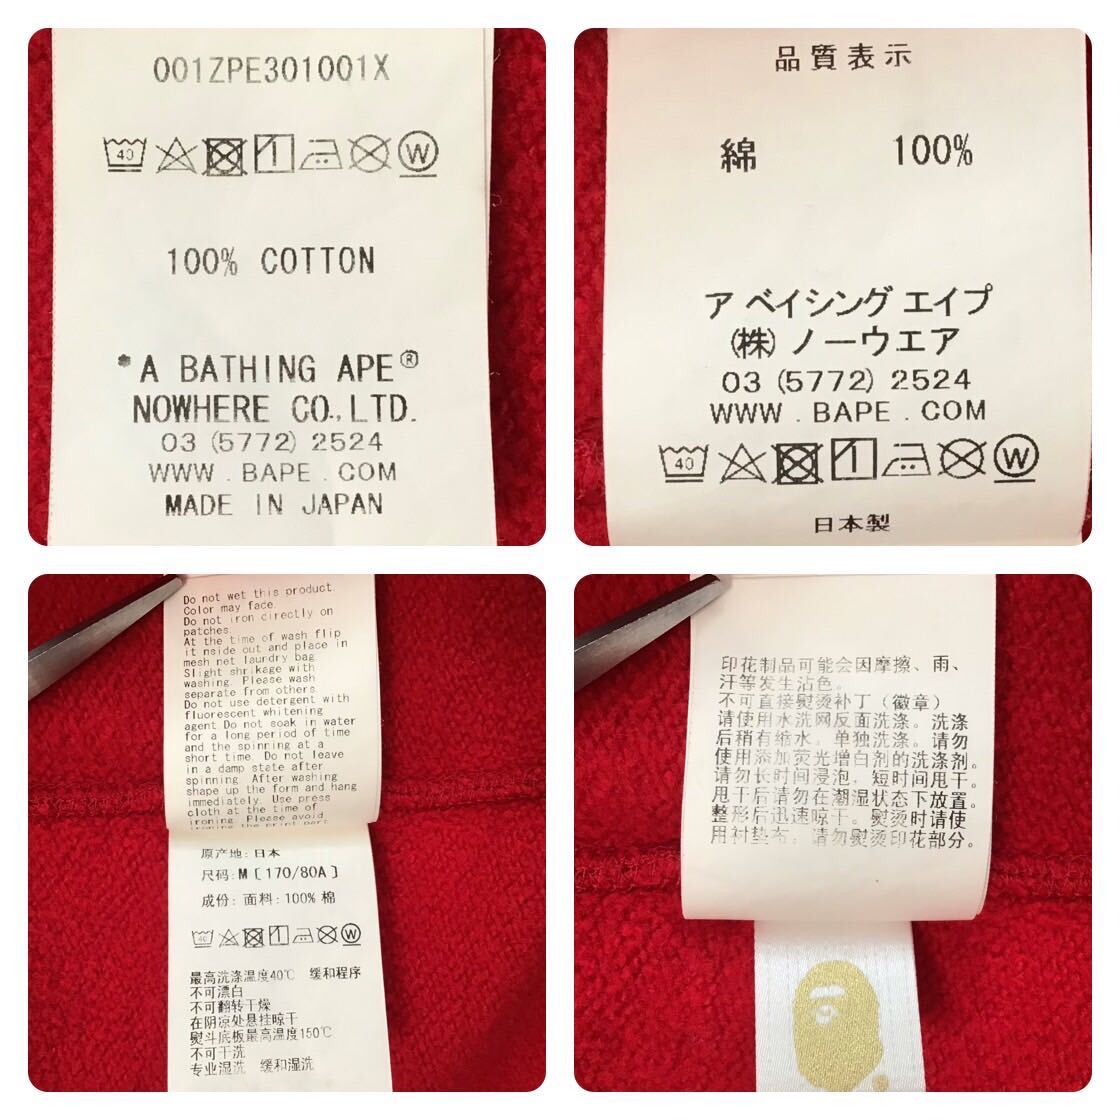 001ZPE301001X
40
W
100% COTTON
*A BATHING APE®
NOWHERE CO.,LTD.
03 (5772) 2524
WWW.BAPE.COM
MADE IN JAPAN
品質表示
綿 100%
ア ベイシング エイプ
(株) ノーウエア
03 (5772) 2524
WWW.BAPE.COM
40
W
日本製
Do not wet this product.
Color may face.
Do not iron directly on
patches.
At the time of wash flip
it nside out and place in
mesh net laundry bag
Slight shrikage with
washing. Please wash
separate from others.
Do not use detergent with
fluorescent whitening
agent Do not soak in water
for a long period of time
and the spinning at a
short time. Do not leave
in a damp state after
spinning. After washing
shape up the form and hang
immediately. Use press
cloth at the time of
ironing. Please avoid
ironing the print part
原产地: 日本
尺码: M [170/80A]
成份: 面料: 100% 棉
40
W
最高洗涤温度40℃ 缓和程序
不可漂白
不可翻转干燥
在阴凉处悬挂晾干
熨斗底板最高温度150℃
不可干洗
专业湿洗 缓和湿洗
印花制品可能会因摩擦、雨、
汗等发生沾色。
不可直接熨烫补丁（徽章）
请使用水洗网反面洗涤。洗涤
后稍有缩水。单独洗涤。请勿
使用添加荧光增白剂的洗涤剂。
请勿长时间浸泡，短时间甩干。
甩干后请勿在潮湿状态下放置。
整形后迅速晾干。熨烫时请使
用衬垫布。请勿熨烫印花部分。